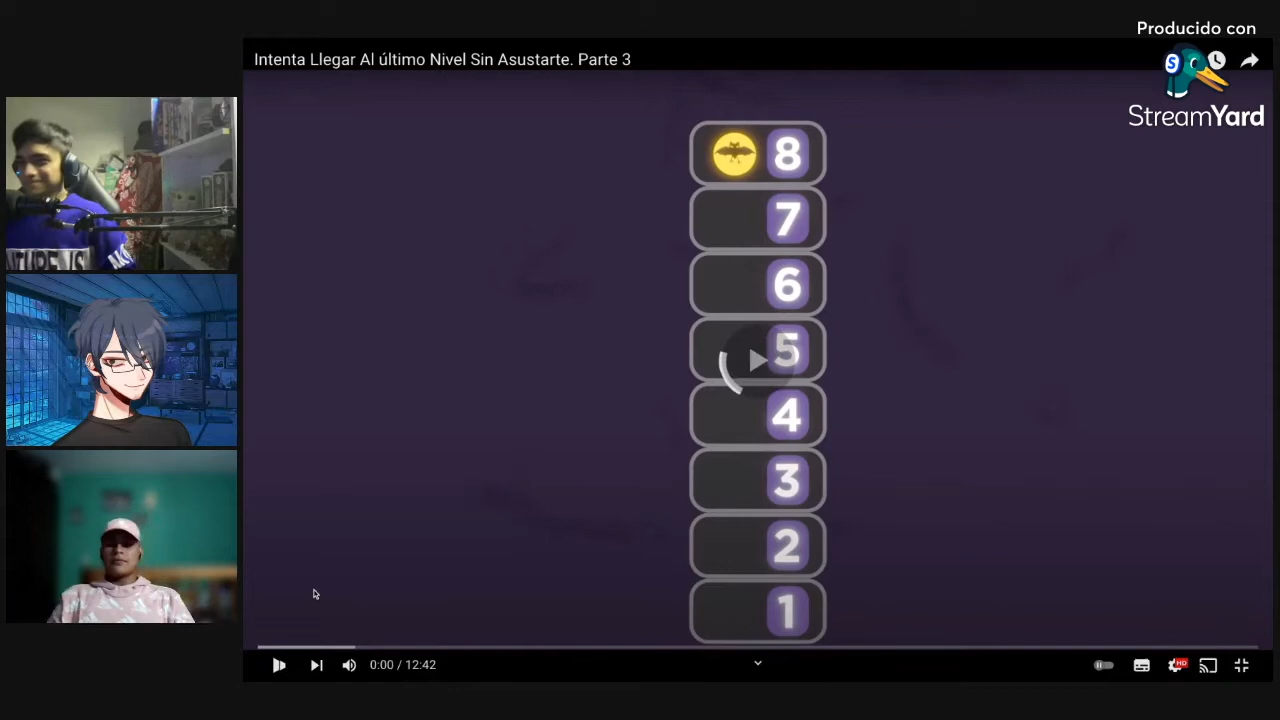 Producido con
StreamYard
Intenta Llegar Al último Nivel Sin Asustarte. Parte 3
8
7
6
5
4
3
2
1
0:00 / 12:42
HD
S